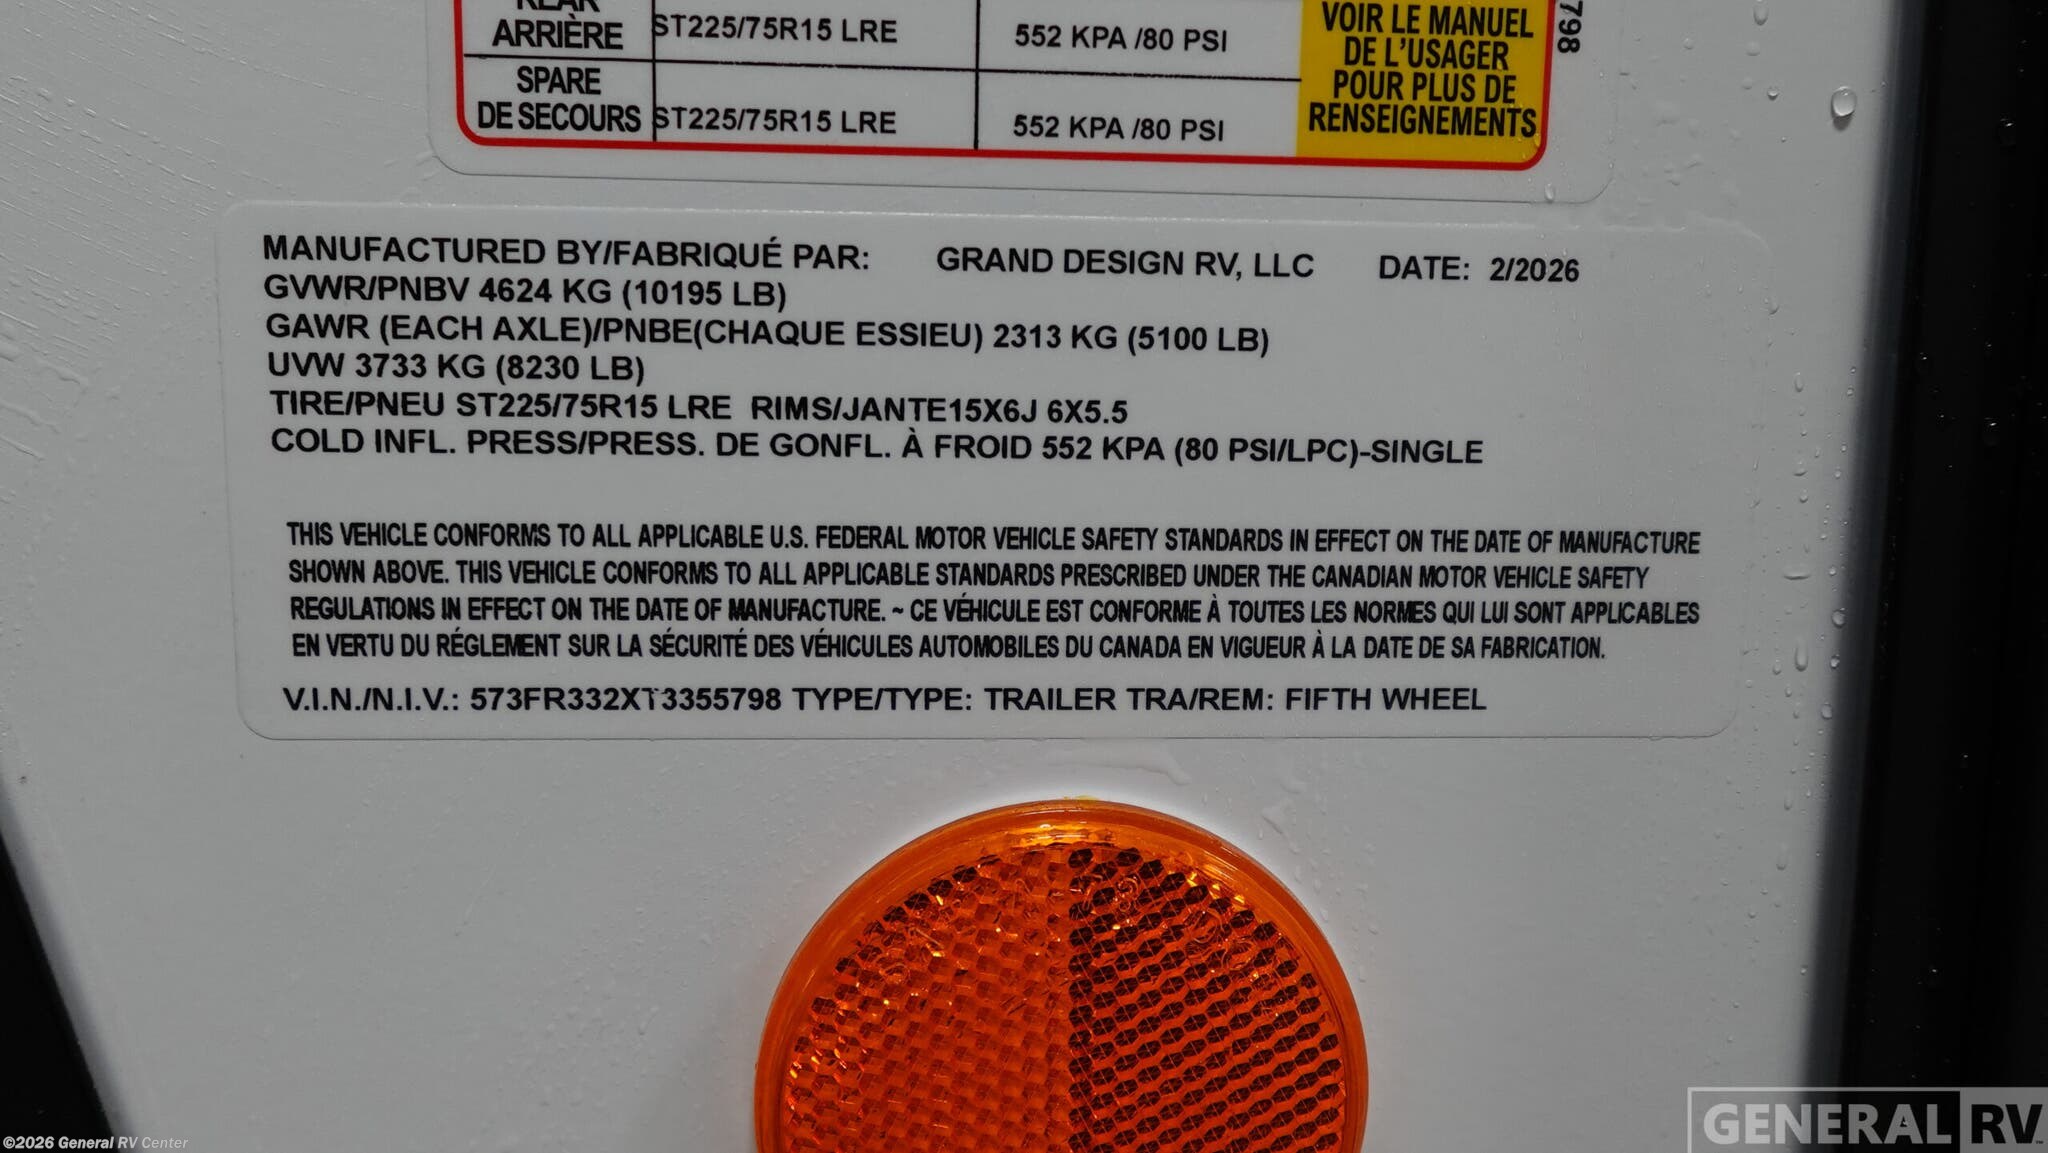 REAR
ARRIÈRE ST225/75R15 LRE 552 KPA /80 PSI
SPARE
DE SECOURS ST225/75R15 LRE 552 KPA /80 PSI
VOIR LE MANUEL
DE L'USAGER
POUR PLUS DE
RENSEIGNEMENTS
798
MANUFACTURED BY/FABRIQUÉ PAR: GRAND DESIGN RV, LLC DATE: 2/2026
GVWR/PNBV 4624 KG (10195 LB)
GAWR (EACH AXLE)/PNBE(CHAQUE ESSIEU) 2313 KG (5100 LB)
UVW 3733 KG (8230 LB)
TIRE/PNEU ST225/75R15 LRE RIMS/JANTE15X6J 6X5.5
COLD INFL. PRESS/PRESS. DE GONFL. À FROID 552 KPA (80 PSI/LPC)-SINGLE
THIS VEHICLE CONFORMS TO ALL APPLICABLE U.S. FEDERAL MOTOR VEHICLE SAFETY STANDARDS IN EFFECT ON THE DATE OF MANUFACTURE
SHOWN ABOVE. THIS VEHICLE CONFORMS TO ALL APPLICABLE STANDARDS PRESCRIBED UNDER THE CANADIAN MOTOR VEHICLE SAFETY
REGULATIONS IN EFFECT ON THE DATE OF MANUFACTURE. ~ CE VÉHICULE EST CONFORME À TOUTES LES NORMES QUI LUI SONT APPLICABLES
EN VERTU DU RÉGLEMENT SUR LA SÉCURITÉ DES VÉHICULES AUTOMOBILES DU CANADA EN VIGUEUR À LA DATE DE SA FABRICATION.
V.I.N./N.I.V.: 573FR332XT3355798 TYPE/TYPE: TRAILER TRA/REM: FIFTH WHEEL
©2026 General RV Center
GENERAL RV